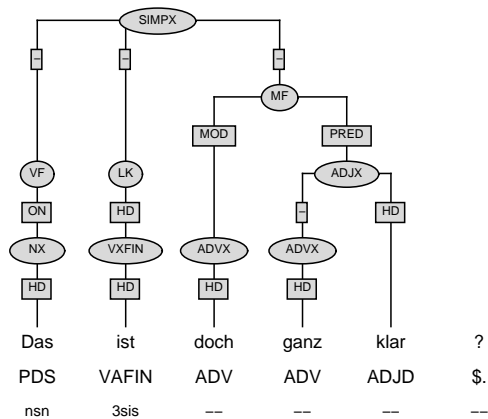 SIMPX
– – –
MF
MOD PRED
VF LK ADJX
ON HD – HD
NX VXFIN ADVX ADVX
HD HD HD HD
Das ist doch ganz klar ?
PDS VAFIN ADV ADV ADJD $.
nsn 3sis –– –– –– ––